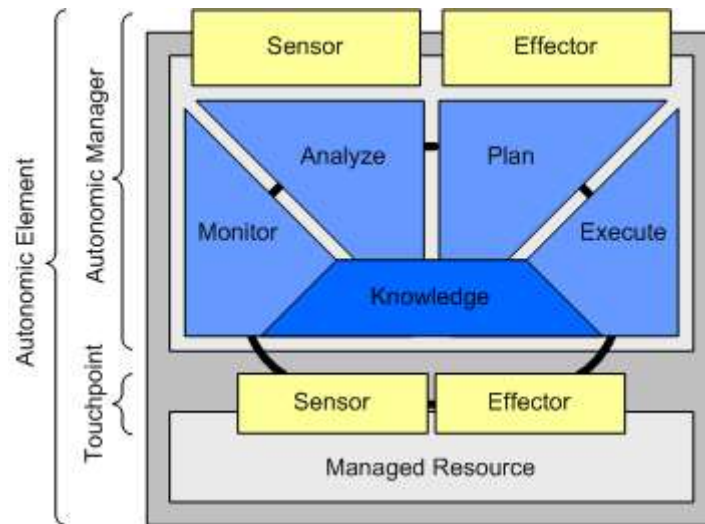 Sensor
Effector
Analyze
Plan
Monitor
Execute
Knowledge
Sensor
Effector
Managed Resource
Autonomic Element
Autonomic Manager
Touchpoint